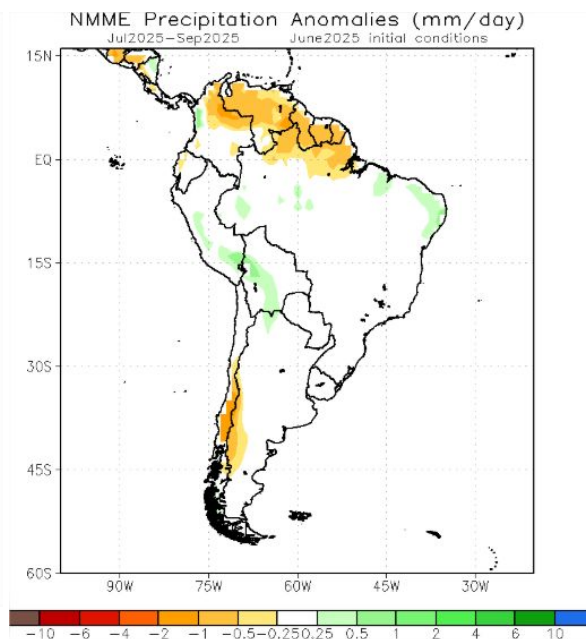 NMME Precipitation Anomalies (mm/day)
Jul2025-Sep2025 June2025 initial conditions
15N
EQ
15S
30S
45S
60S
90W 75W 60W 45W 30W
-10 -6 -4 -2 -1 -0.5 -0.25 0.25 0.5 1 2 4 6 10